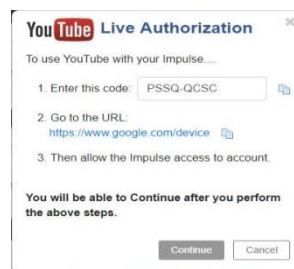 YouTube Live Authorization
To use YouTube with your Impulse....
1. Enter this code: PSSQ-QCSC
2. Go to the URL:
https://www.google.com/device
3. Then allow the Impulse access to account.
You will be able to Continue after you perform
the above steps.
Continue Cancel